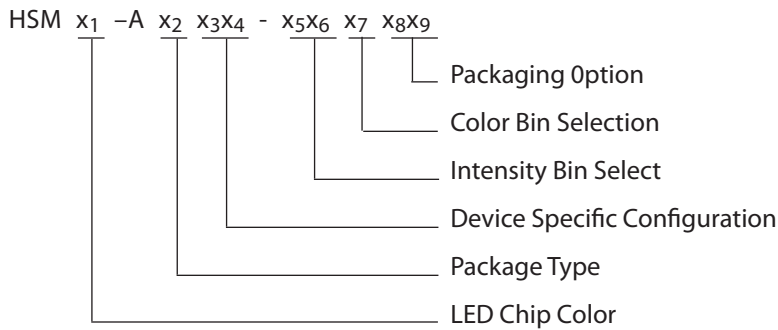 HSM x1 –A x2 x3x4 - x5x6 x7 x8x9
Packaging 0ption
Color Bin Selection
Intensity Bin Select
Device Specific Configuration
Package Type
LED Chip Color